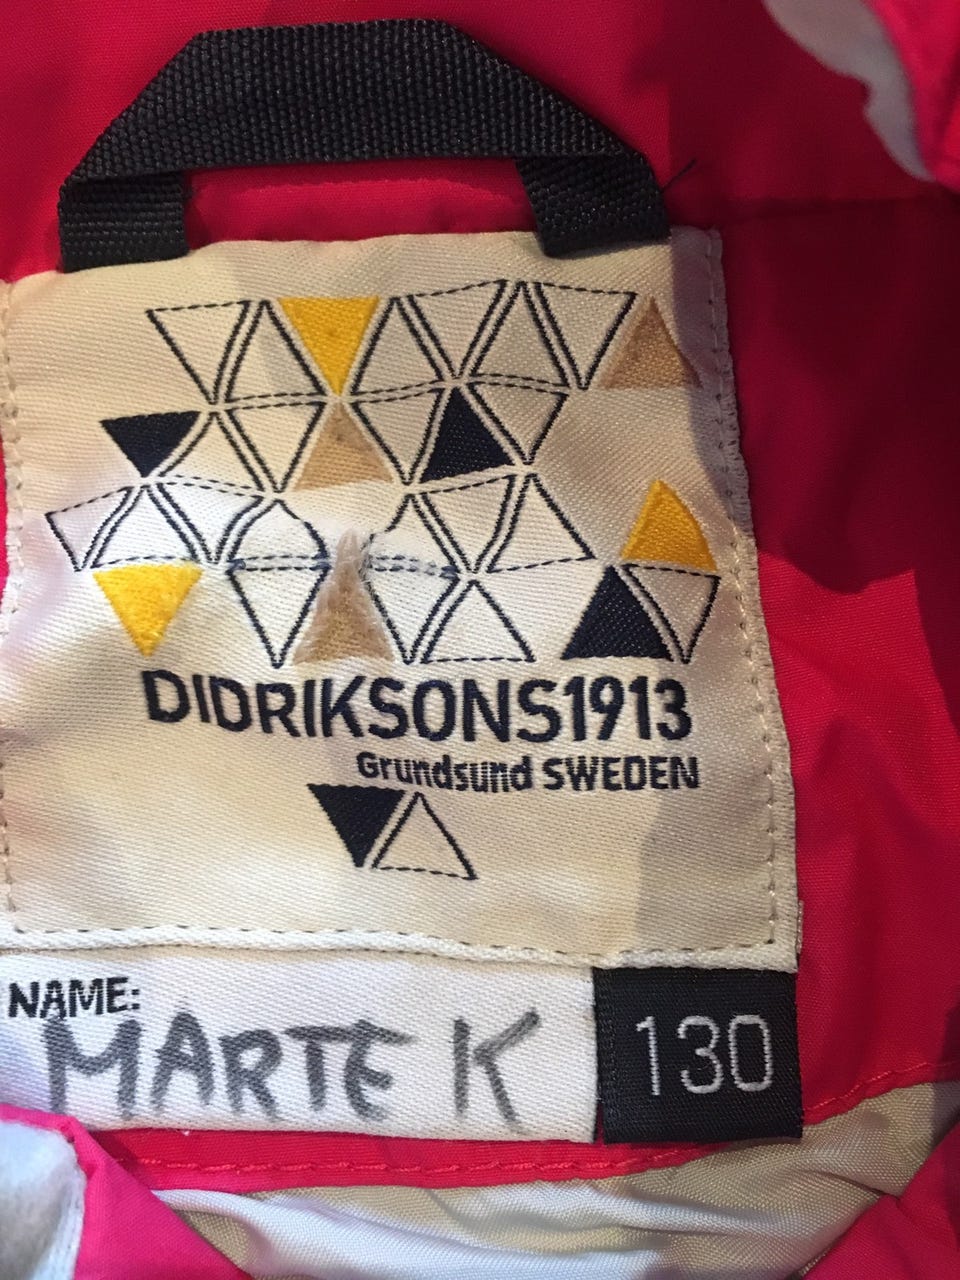 DIDRIKSONS1913
Grundsund SWEDEN
NAME:
MARTE K
130